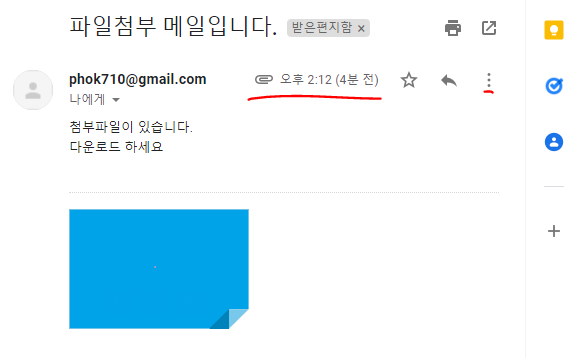 파일첨부 메일입니다. 받은편지함 ×
phok710@gmail.com 오후 2:12 (4분 전)
나에게
첨부파일이 있습니다.
다운로드 하세요